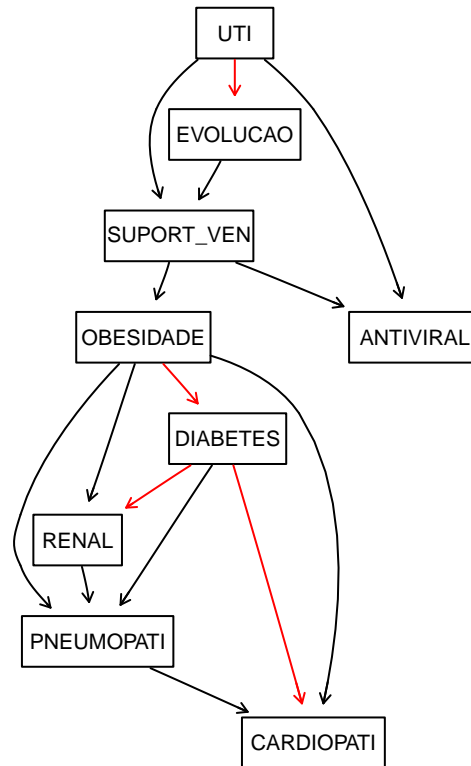 UTI
EVOLUCAO
SUPORT_VEN
OBESIDADE
ANTIVIRAL
DIABETES
RENAL
PNEUMOPATI
CARDIOPATI